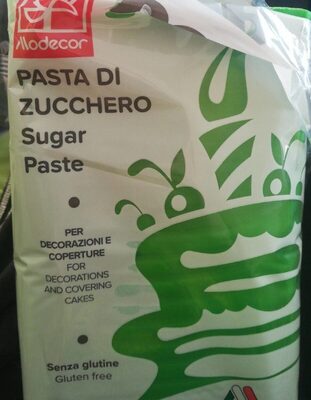 Modecor
PASTA DI
ZUCCHERO
Sugar
Paste
PER
DECORAZIONI E
COPERTURE
FOR
DECORATIONS
AND COVERING
CAKES
Senza glutine
Gluten free